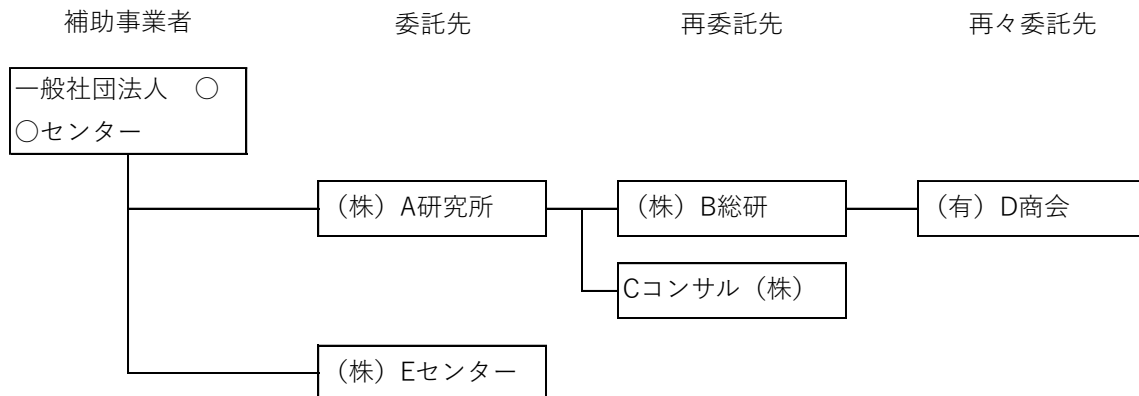 補助事業者 委託先 再委託先 再々委託先
一般社団法人 ○
○センター
(株)A研究所 (株)B総研 (有)D商会
Cコンサル(株)
(株)Eセンター